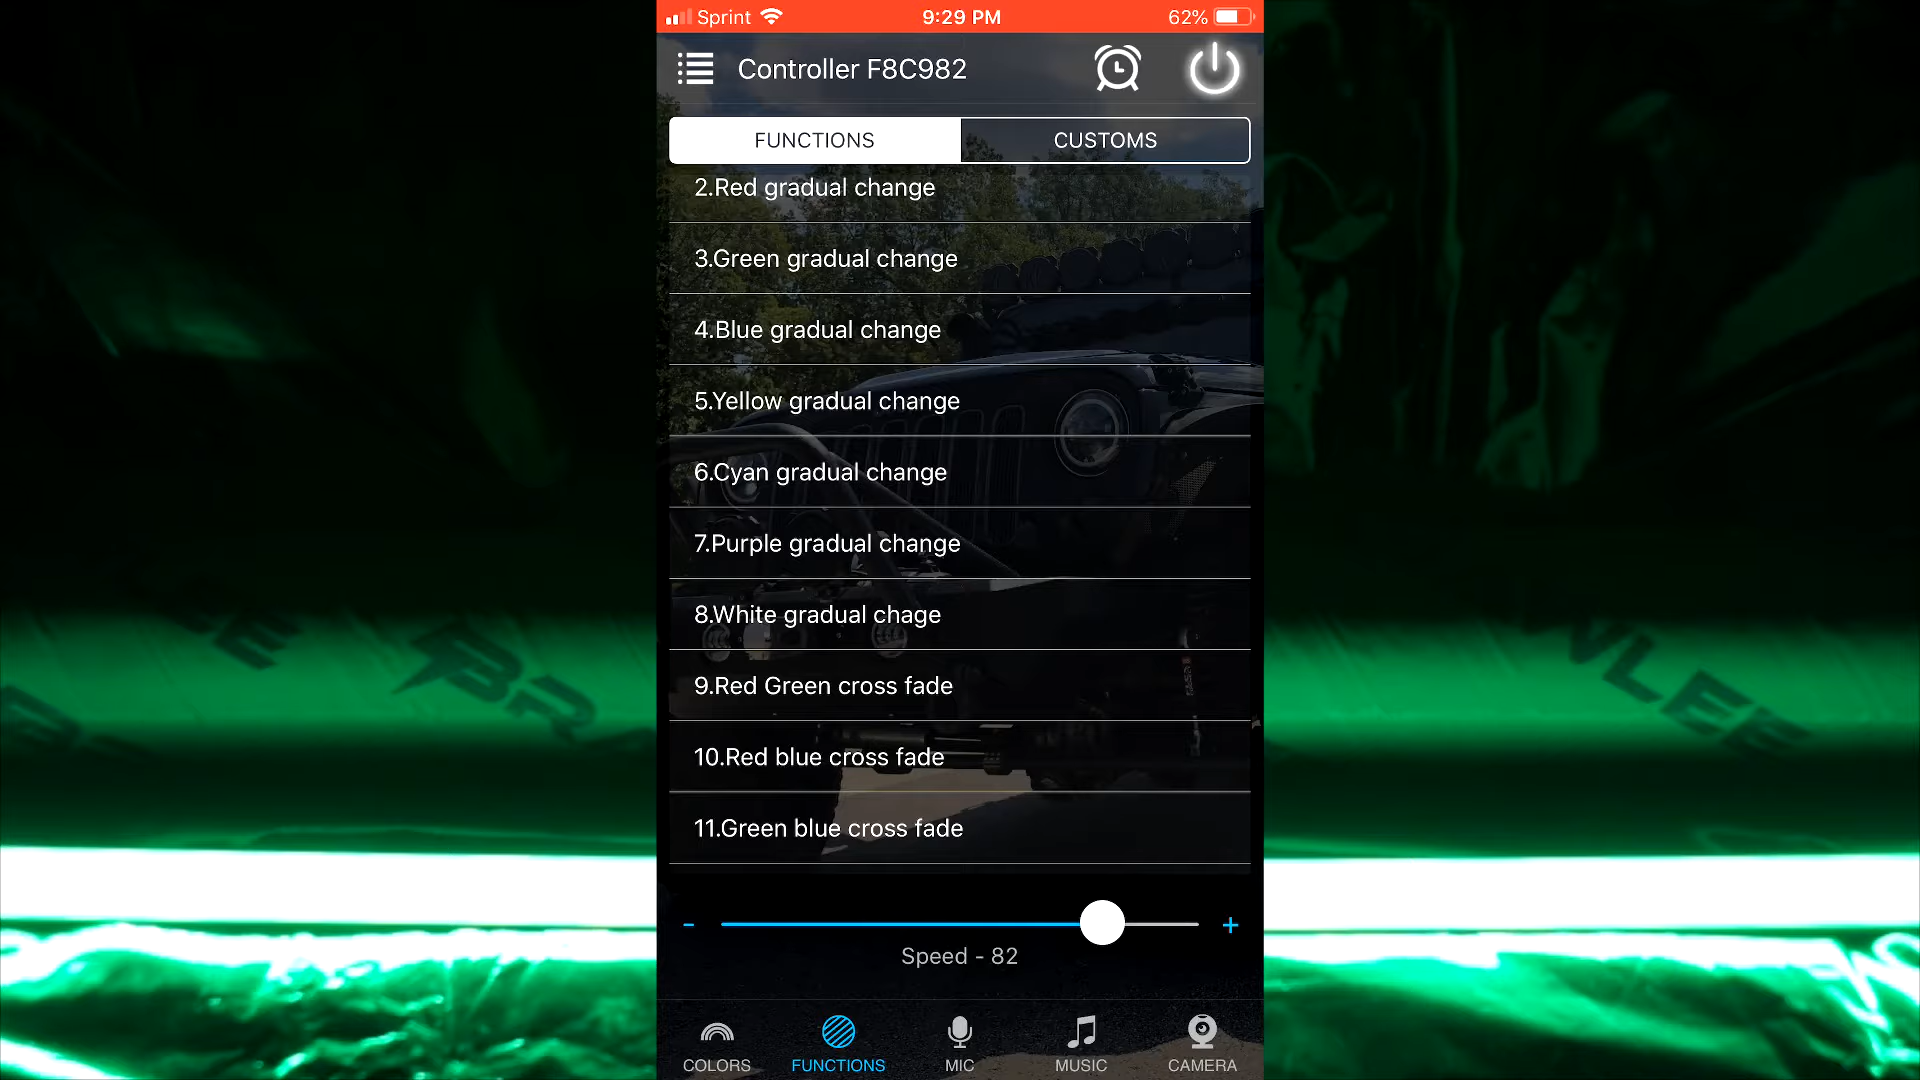 Sprint 9:29 PM 62%
Controller F8C982
FUNCTIONS CUSTOMS
2.Red gradual change
3.Green gradual change
4.Blue gradual change
5.Yellow gradual change
6.Cyan gradual change
7.Purple gradual change
8.White gradual chage
9.Red Green cross fade
10.Red blue cross fade
11.Green blue cross fade
- +
Speed - 82
COLORS FUNCTIONS MIC MUSIC CAMERA